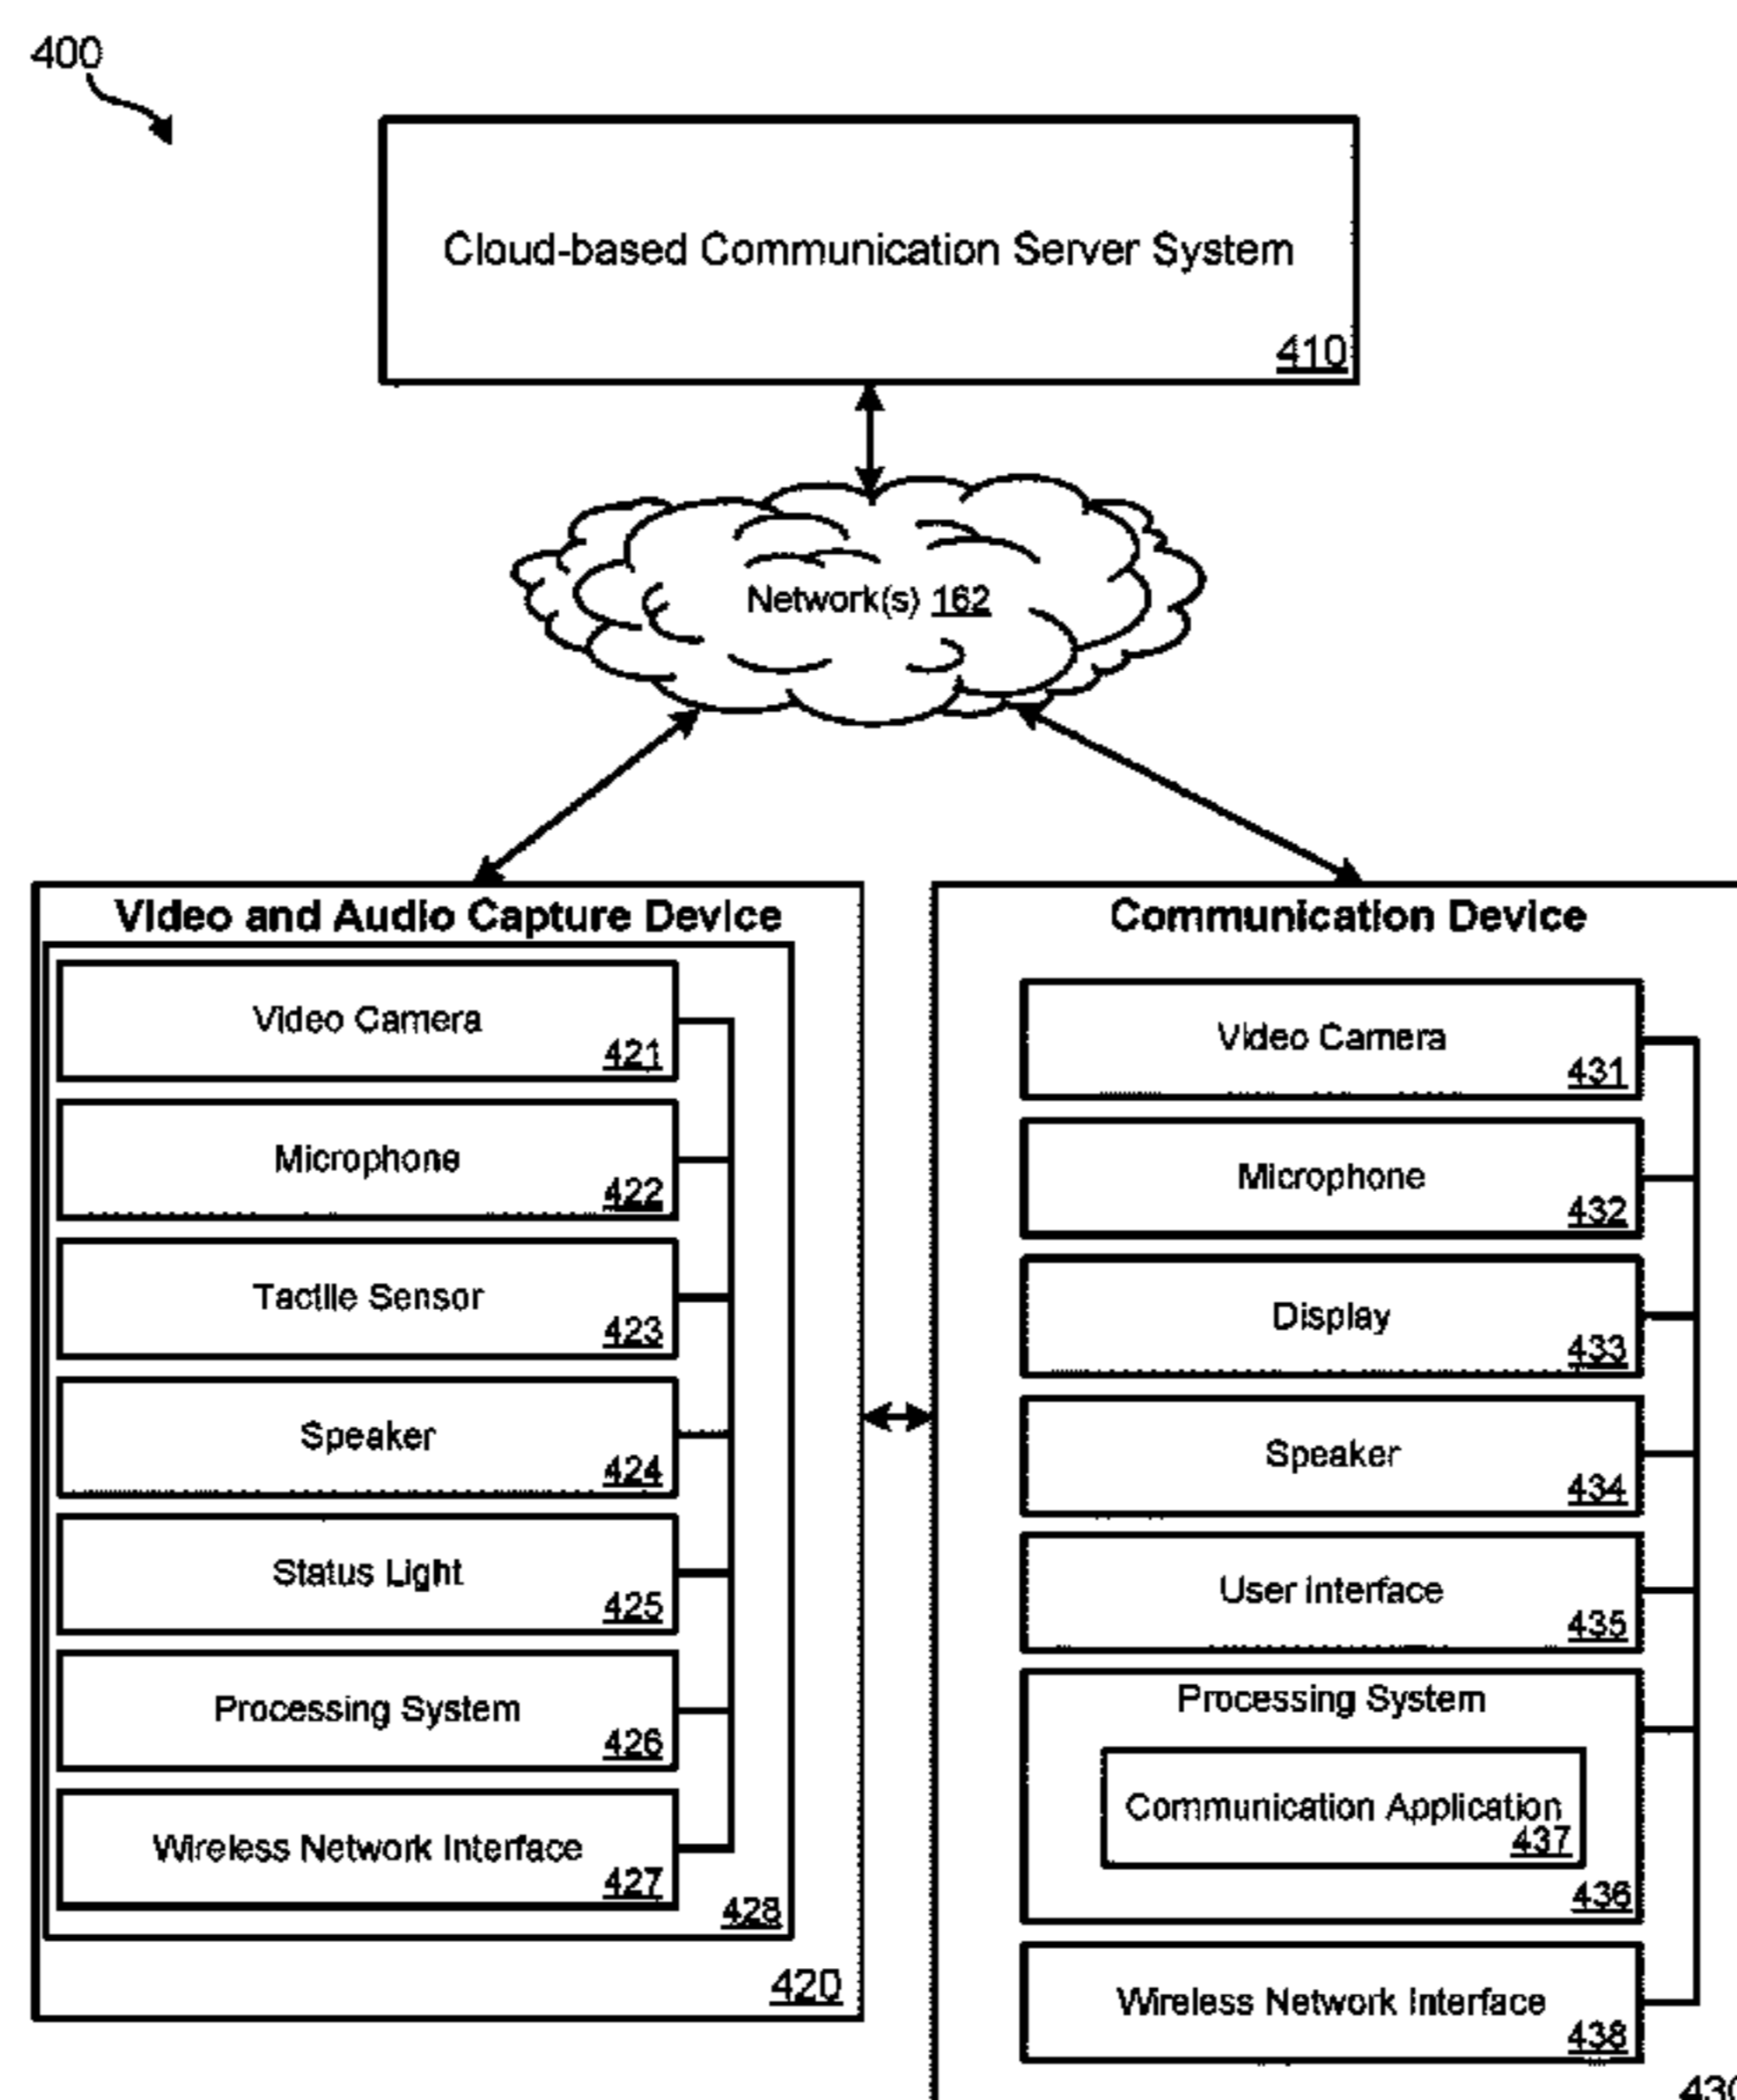 400
Cloud-based Communication Server System
410
Network(s) 162
Video and Audio Capture Device
Video Camera
421
Microphone
422
Tactile Sensor
423
Speaker
424
Status Light
425
Processing System
426
Wireless Network Interface
427
428
420
Communication Device
Video Camera
431
Microphone
432
Display
433
Speaker
434
User Interface
435
Processing System
Communication Application
437
436
Wireless Network Interface
438
430